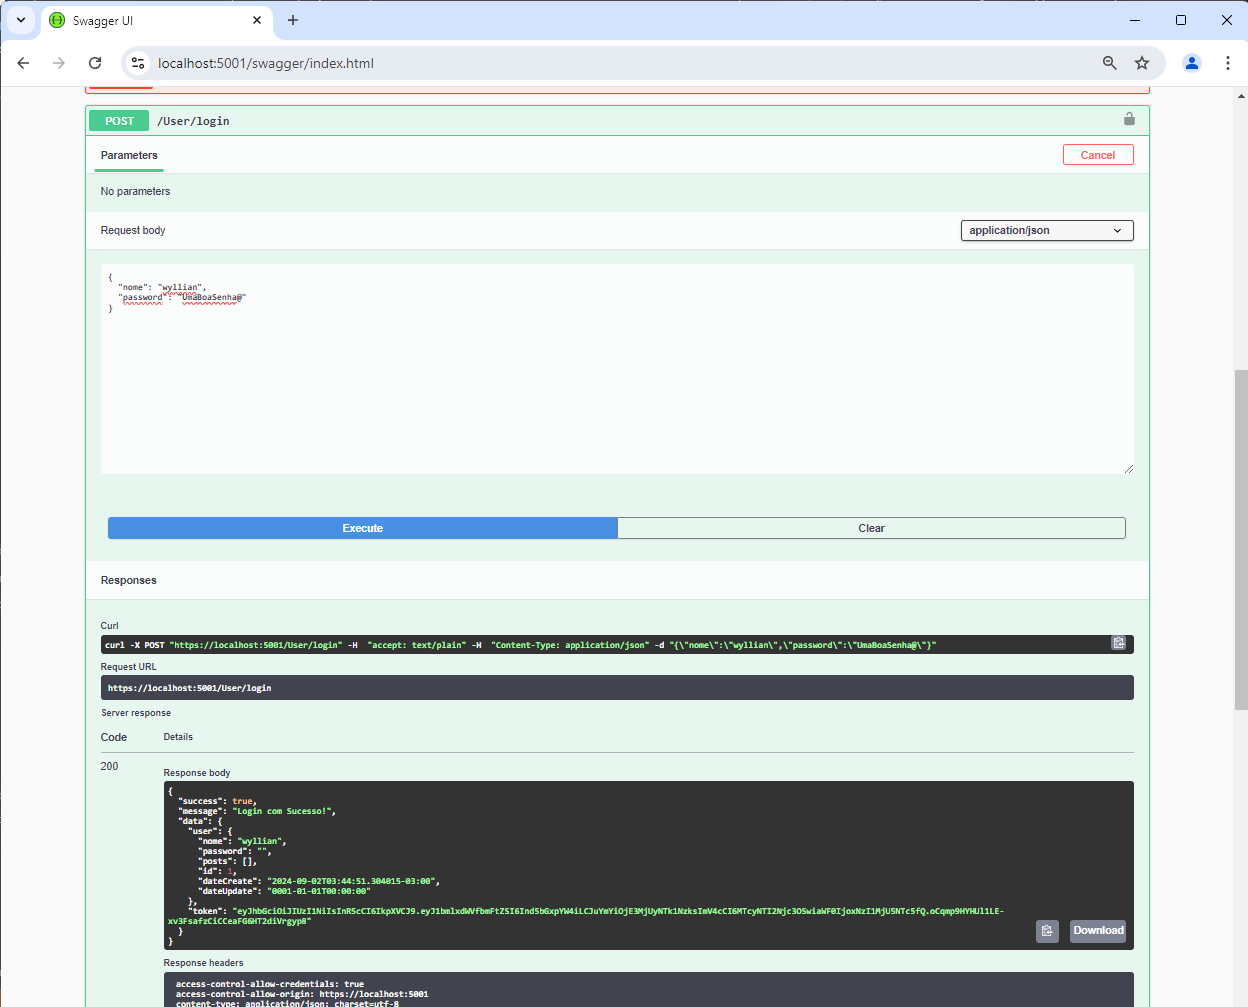 Swagger UI
localhost:5001/swagger/index.html
POST /User/login
Parameters
Cancel
No parameters
Request body
application/json
{
"nome": "wyllian",
"password": "UmaBoaSenha@"
}
Execute
Clear
Responses
Curl
curl -X POST "https://localhost:5001/User/login" -H  "accept: text/plain" -H  "Content-Type: application/json" -d "{\"nome\":\"wyllian\",\"password\":\"UmaBoaSenha@\"}"
Request URL
https://localhost:5001/User/login
Server response
Code Details
200
Response body
{
"success": true,
"message": "Login com Sucesso!",
"data": {
"user": {
"nome": "wyllian",
"password": "",
"posts": [],
"id": 1,
"dateCreate": "2024-09-02T03:44:51.304015-03:00",
"dateUpdate": "0001-01-01T00:00:00"
},
"token":
}
}
Download
Response headers
access-control-allow-credentials: true
access-control-allow-origin: https://localhost:5001
content-type: application/json; charset=utf-8